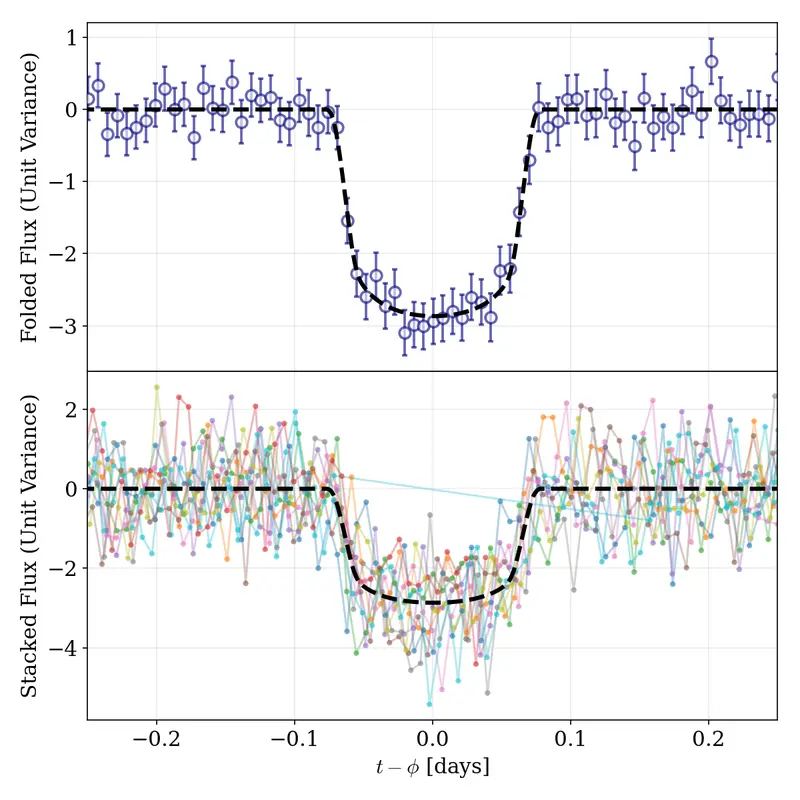 Folded Flux (Unit Variance)
1
0
−1
−2
−3
Stacked Flux (Unit Variance)
2
0
−2
−4
−0.2 −0.1 0.0 0.1 0.2
t − ϕ [days]